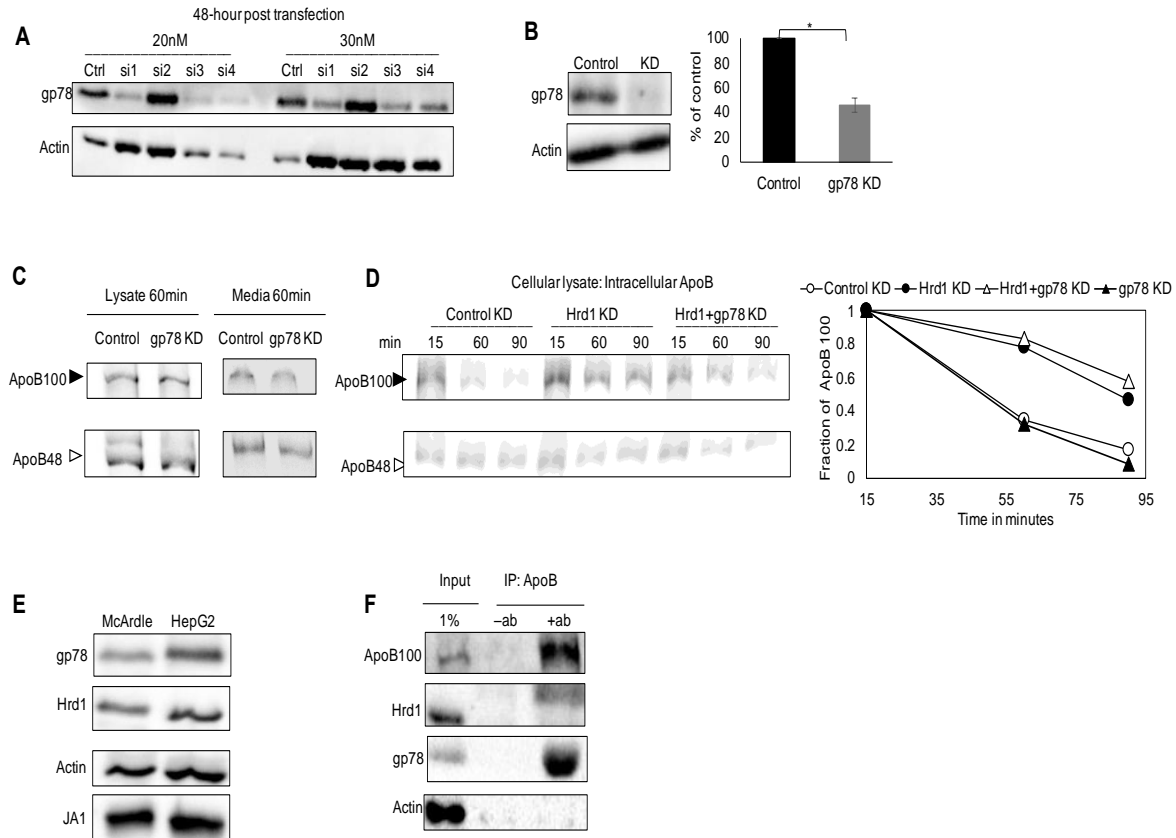 48-hour post transfection
A
20nM 30nM
Ctrl si1 si2 si3 si4 Ctrl si1 si2 si3 si4
gp78
Actin
B
Control KD
gp78
Actin
% of control
100
80
60
40
20
0
*
Control gp78 KD
C
Lysate 60min Media 60min
Control gp78 KD Control gp78 KD
ApoB100
ApoB48
D
Cellular lysate: Intracellular ApoB
Control KD Hrd1 KD Hrd1+gp78 KD
min 15 60 90 15 60 90 15 60 90
ApoB100
ApoB48
Control KD Hrd1 KD Hrd1+gp78 KD gp78 KD
Fraction of ApoB 100
1
0.8
0.6
0.4
0.2
0
15 35 55 75 95
Time in minutes
E
McArdle HepG2
gp78
Hrd1
Actin
JA1
F
Input IP: ApoB
1% –ab +ab
ApoB100
Hrd1
gp78
Actin